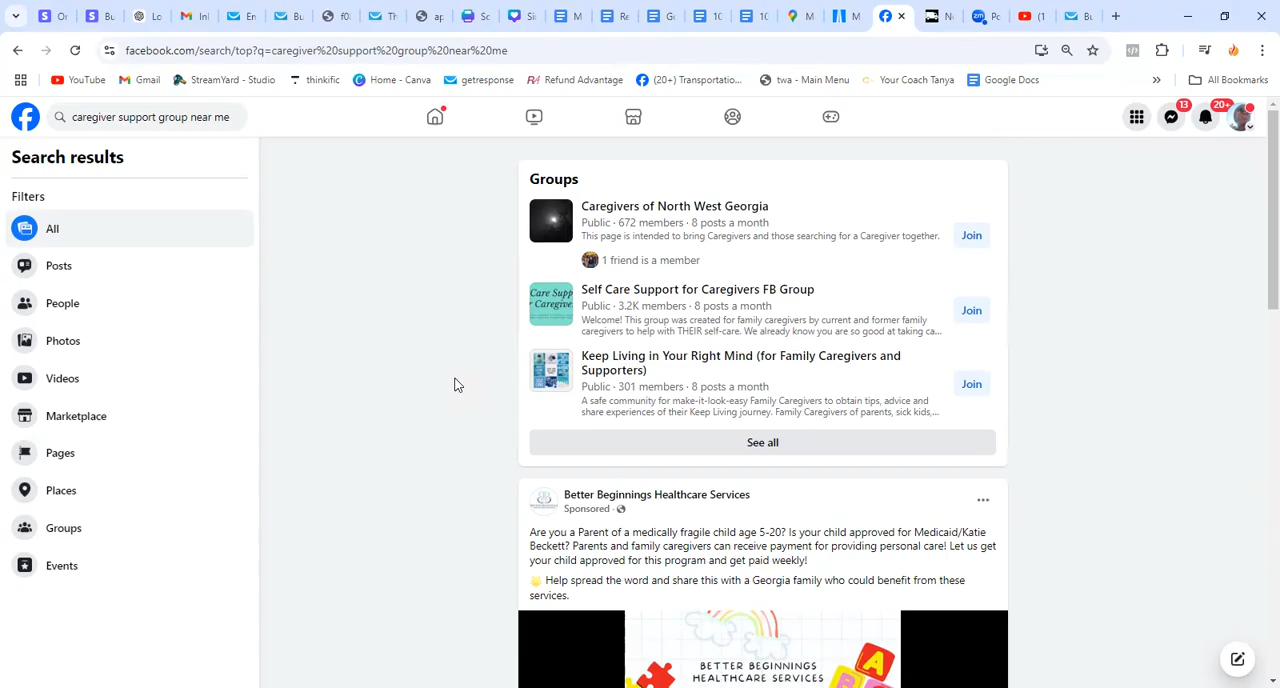 facebook.com/search/top?q=caregiver%20support%20group%20near%20me
YouTube
Gmail
StreamYard - Studio
thinkific
Home - Canva
getresponse
Refund Advantage
(20+) Transportatio...
twa - Main Menu
Your Coach Tanya
Google Docs
All Bookmarks
caregiver support group near me
13
20+
Search results
Filters
All
Posts
People
Photos
Videos
Marketplace
Pages
Places
Groups
Events
Groups
Caregivers of North West Georgia
Public · 672 members · 8 posts a month
This page is intended to bring Caregivers and those searching for a Caregiver together.
1 friend is a member
Join
Self Care Support for Caregivers FB Group
Public · 3.2K members · 8 posts a month
Welcome! This group was created for family caregivers by current and former family
caregivers to help with THEIR self-care. We already know you are so good at taking ca...
Join
Keep Living in Your Right Mind (for Family Caregivers and
Supporters)
Public · 301 members · 8 posts a month
A safe community for make-it-look-easy Family Caregivers to obtain tips, advice and
share experiences of their Keep Living journey. Family Caregivers of parents, sick kids,...
Join
See all
Better Beginnings Healthcare Services
Sponsored ·
Are you a Parent of a medically fragile child age 5-20? Is your child approved for Medicaid/Katie
Beckett? Parents and family caregivers can receive payment for providing personal care! Let us get
your child approved for this program and get paid weekly!
Help spread the word and share this with a Georgia family who could benefit from these
services.
BETTER BEGINNINGS
HEALTHCARE SERVICES
A